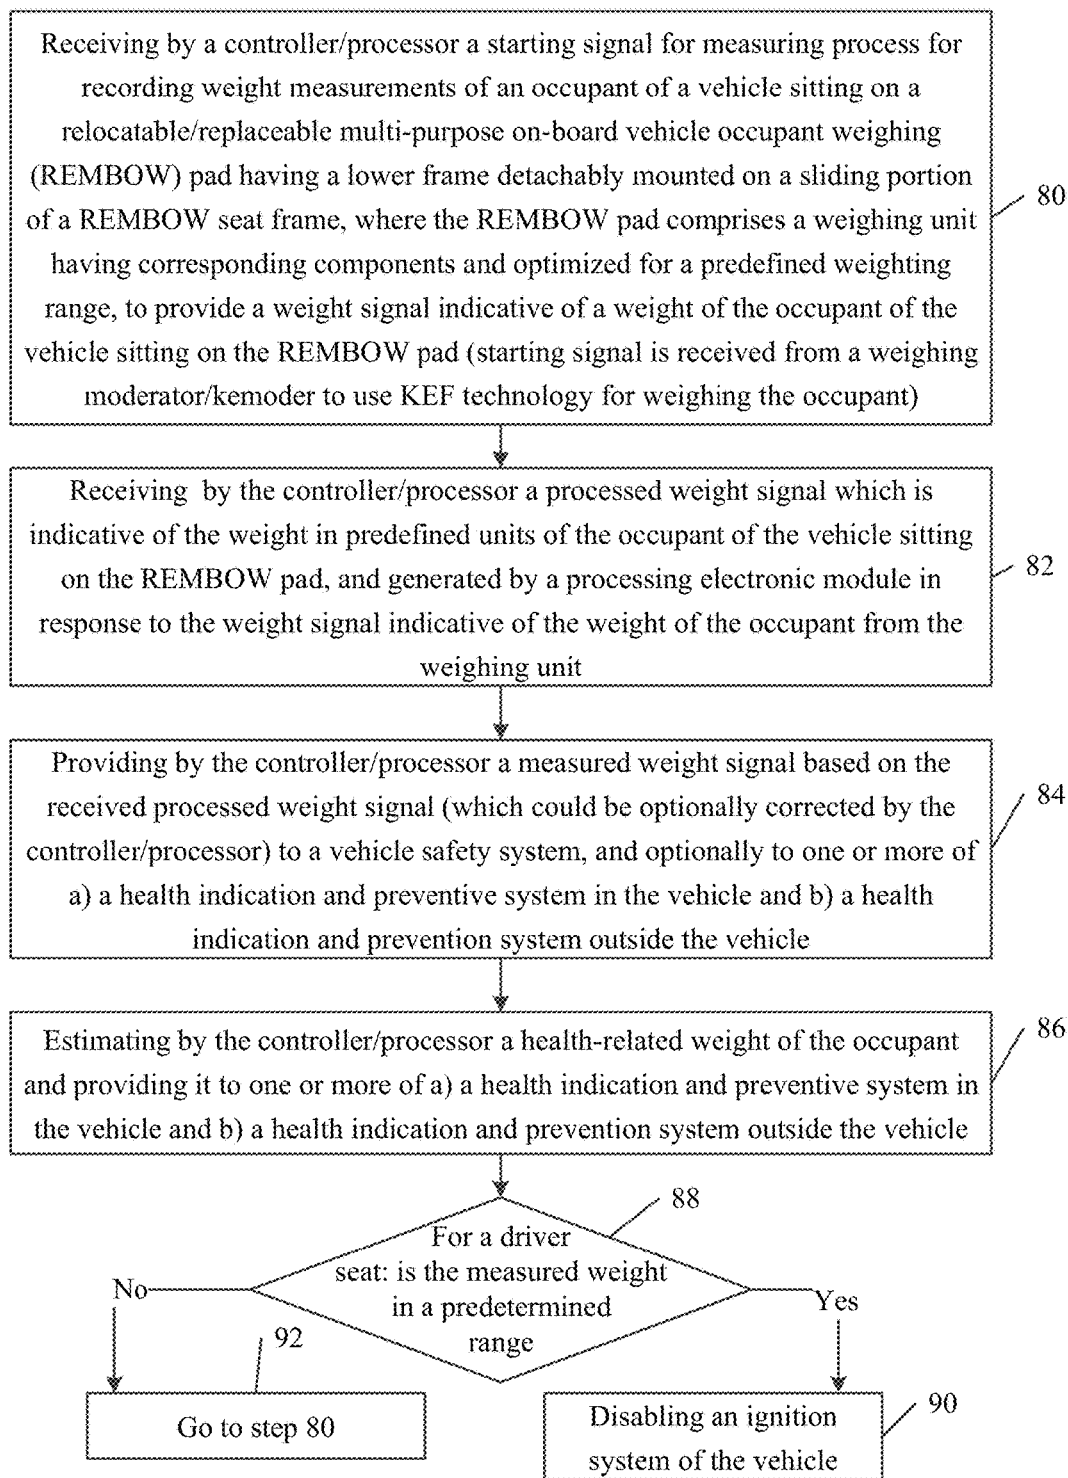 Receiving by a controller/processor a starting signal for measuring process for
recording weight measurements of an occupant of a vehicle sitting on a
relocatable/replaceable multi-purpose on-board vehicle occupant weighing
(REMBOW) pad having a lower frame detachably mounted on a sliding portion
of a REMBOW seat frame, where the REMBOW pad comprises a weighing unit
having corresponding components and optimized for a predefined weighting
range, to provide a weight signal indicative of a weight of the occupant of the
vehicle sitting on the REMBOW pad (starting signal is received from a weighing
moderator/kemoder to use KEF technology for weighing the occupant)
80
Receiving by the controller/processor a processed weight signal which is
indicative of the weight in predefined units of the occupant of the vehicle sitting
on the REMBOW pad, and generated by a processing electronic module in
response to the weight signal indicative of the weight of the occupant from the
weighing unit
82
Providing by the controller/processor a measured weight signal based on the
received processed weight signal (which could be optionally corrected by the
controller/processor) to a vehicle safety system, and optionally to one or more of
a) a health indication and preventive system in the vehicle and b) a health
indication and prevention system outside the vehicle
84
Estimating by the controller/processor a health-related weight of the occupant
and providing it to one or more of a) a health indication and preventive system in
the vehicle and b) a health indication and prevention system outside the vehicle
86
88
For a driver
seat: is the measured weight
in a predetermined
range
No
Yes
92
Go to step 80
90
Disabling an ignition
system of the vehicle